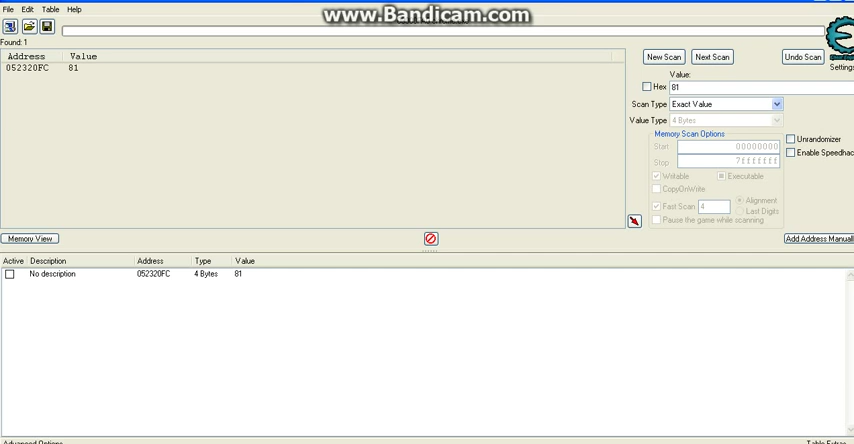 www.Bandicam.com
File Edit Table Help
Found: 1
Address Value
052320FC 81
New Scan Next Scan Undo Scan
Settings
Value:
Hex 81
Scan Type Exact Value
Value Type 4 Bytes
Memory Scan Options
Start 00000000
Stop 7fffffff
Writable Executable
CopyOnWrite
Fast Scan 4 Alignment
Last Digits
Pause the game while scanning
Unrandomizer
Enable Speedhac
Memory View
Add Address Manuall
Active Description Address Type Value
No description 052320FC 4 Bytes 81
Advanced Options
Table Extras